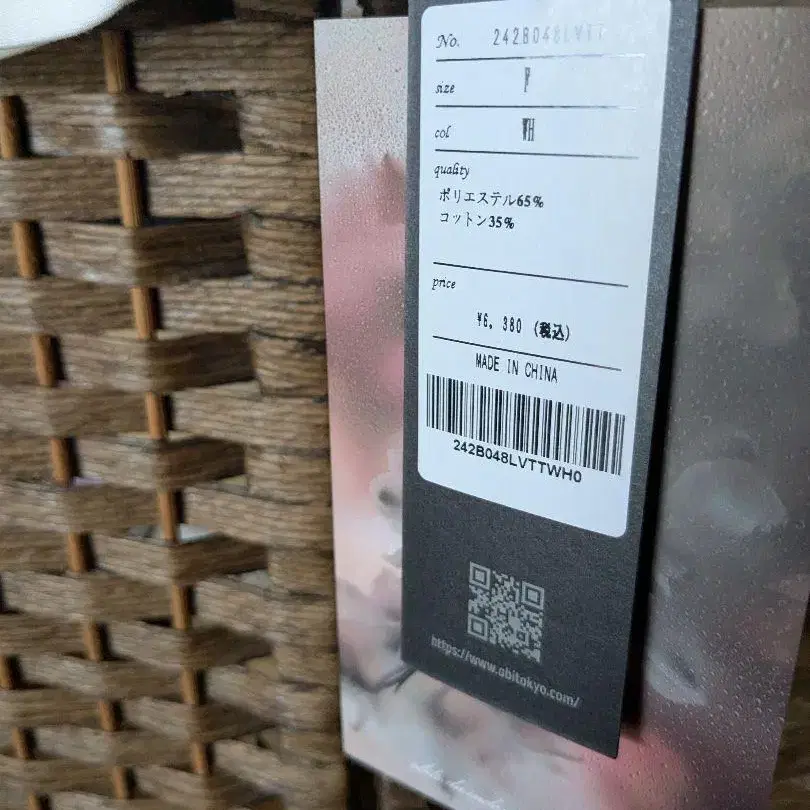 No. 242B048LVTT
size F
col WH
quality
ポリエステル65%
コットン35%
price
¥6,380 (税込)
MADE IN CHINA
242B048LVTTWH0
https://www.obitokyo.com/